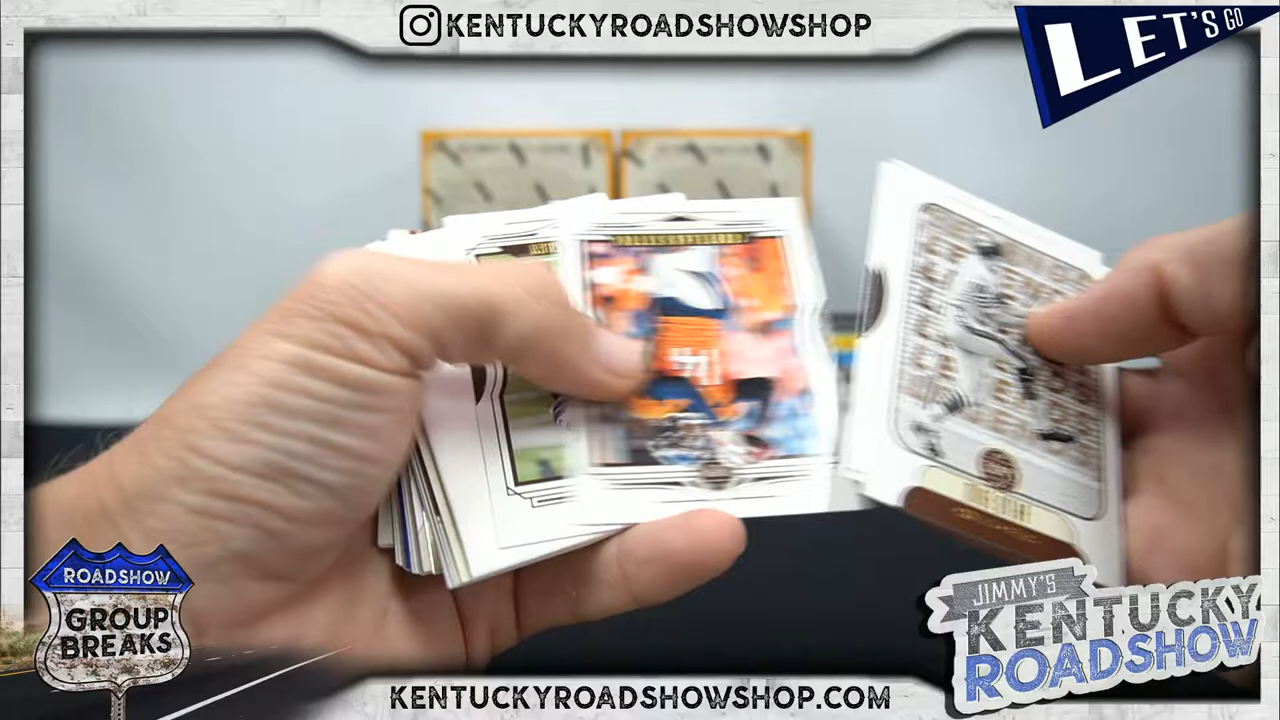 KENTUCKYROADSHOWSHOP
LET'S GO
ROADSHOW
GROUP
BREAKS
JIMMY'S
KENTUCKY
ROADSHOW
KENTUCKYROADSHOWSHOP.COM